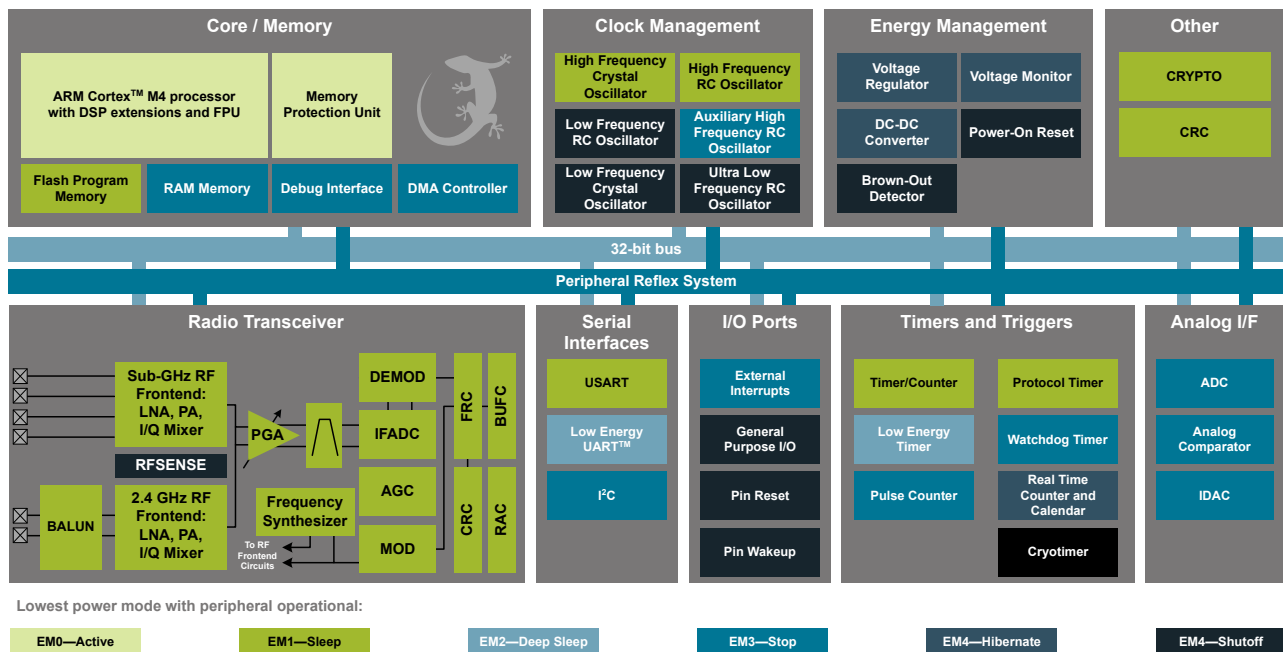 Core / Memory
ARM Cortex™ M4 processor
with DSP extensions and FPU
Memory
Protection Unit
Flash Program
Memory
RAM Memory
Debug Interface
DMA Controller
Clock Management
High Frequency
Crystal
Oscillator
High Frequency
RC Oscillator
Low Frequency
RC Oscillator
Auxiliary High
Frequency RC
Oscillator
Low Frequency
Crystal
Oscillator
Ultra Low
Frequency RC
Oscillator
Energy Management
Voltage
Regulator
Voltage Monitor
DC-DC
Converter
Power-On Reset
Brown-Out
Detector
Other
CRYPTO
CRC
32-bit bus
Peripheral Reflex System
Radio Transceiver
Sub-GHz RF
Frontend:
LNA, PA,
I/Q Mixer
RFSENSE
BALUN
2.4 GHz RF
Frontend:
LNA, PA,
I/Q Mixer
PGA
Frequency
Synthesizer
To RF
Frontend
Circuits
DEMOD
IFADC
AGC
MOD
FRC
BUFC
CRC
RAC
Serial
Interfaces
USART
Low Energy
UART™
I²C
I/O Ports
External
Interrupts
General
Purpose I/O
Pin Reset
Pin Wakeup
Timers and Triggers
Timer/Counter
Protocol Timer
Low Energy
Timer
Watchdog Timer
Pulse Counter
Real Time
Counter and
Calendar
Cryotimer
Analog I/F
ADC
Analog
Comparator
IDAC
Lowest power mode with peripheral operational:
EM0—Active
EM1—Sleep
EM2—Deep Sleep
EM3—Stop
EM4—Hibernate
EM4—Shutoff